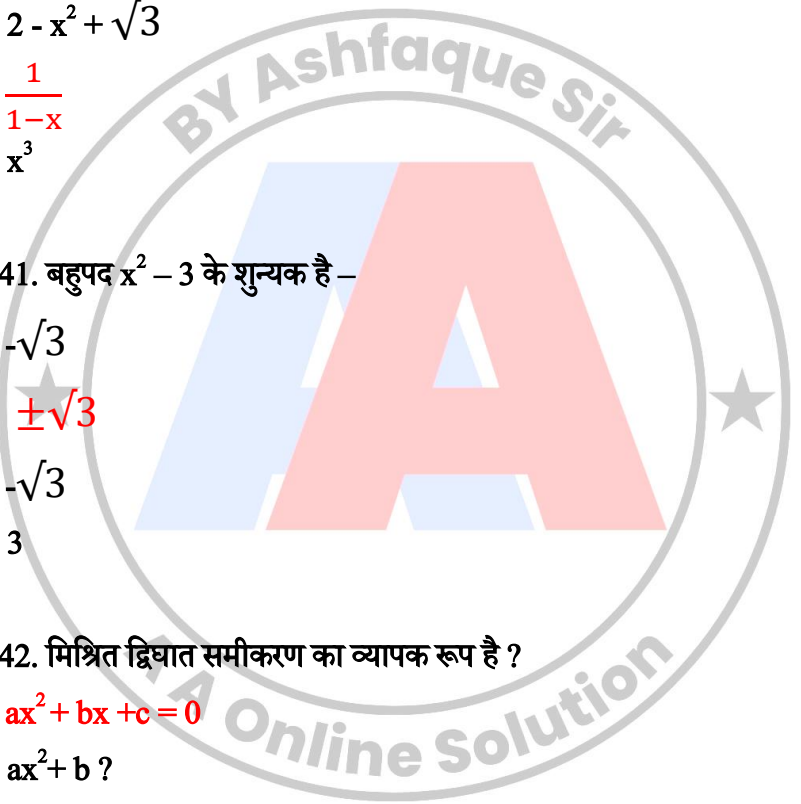 2 - x² + √3
1/(1−x)
x³
41. बहुपद x² – 3 के शुन्यक है –
-√3
±√3
-√3
3
42. मिश्रित द्विघात समीकरण का व्यापक रूप है ?
ax² + bx +c = 0
ax²+ b ?
BY Ashfaque Sir
A A Online Solution